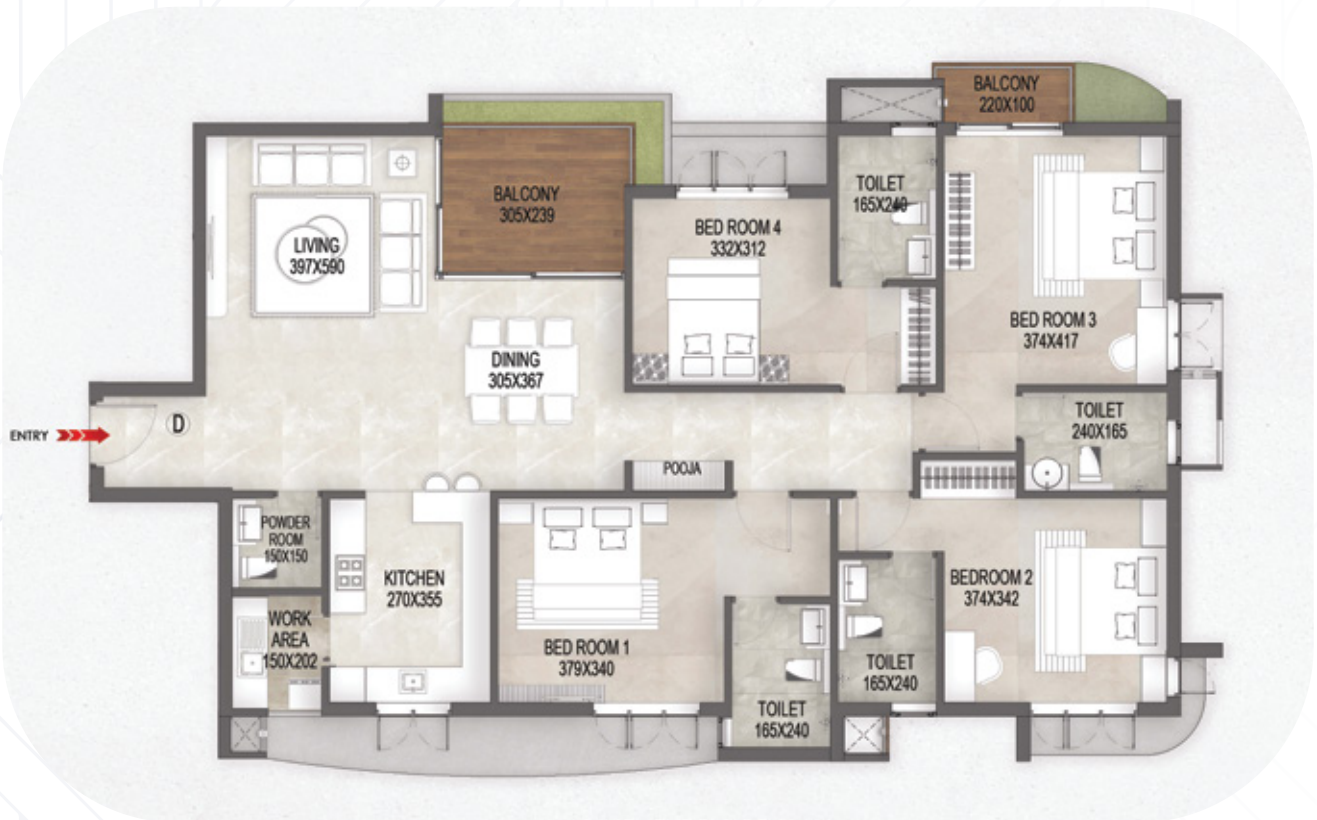 BALCONY
220X100
BALCONY
305X239
TOILET
165X240
BED ROOM 4
332X312
LIVING
397X590
BED ROOM 3
374X417
DINING
305X367
TOILET
240X165
ENTRY
D
POOJA
POWDER
ROOM
150X150
KITCHEN
270X355
BEDROOM 2
374X342
WORK
AREA
150X202
BED ROOM 1
379X340
TOILET
165X240
TOILET
165X240